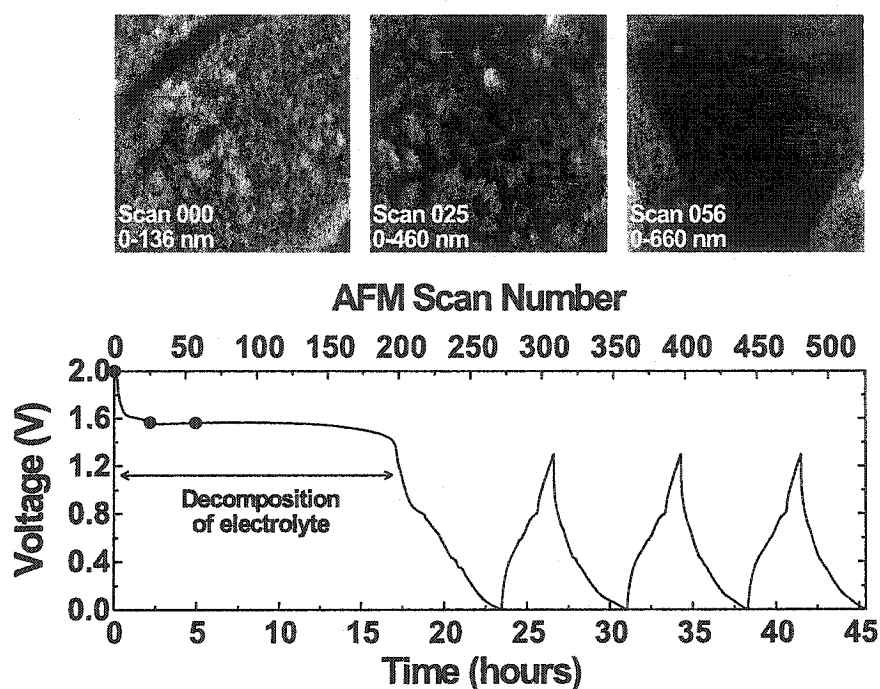 Scan 000
0-136 nm
Scan 025
0-460 nm
Scan 056
0-660 nm
AFM Scan Number
0 50 100 150 200 250 300 350 400 450 500
2.0
1.6
1.2
0.8
0.4
0.0
Voltage (V)
Decomposition
of electrolyte
0 5 10 15 20 25 30 35 40 45
Time (hours)